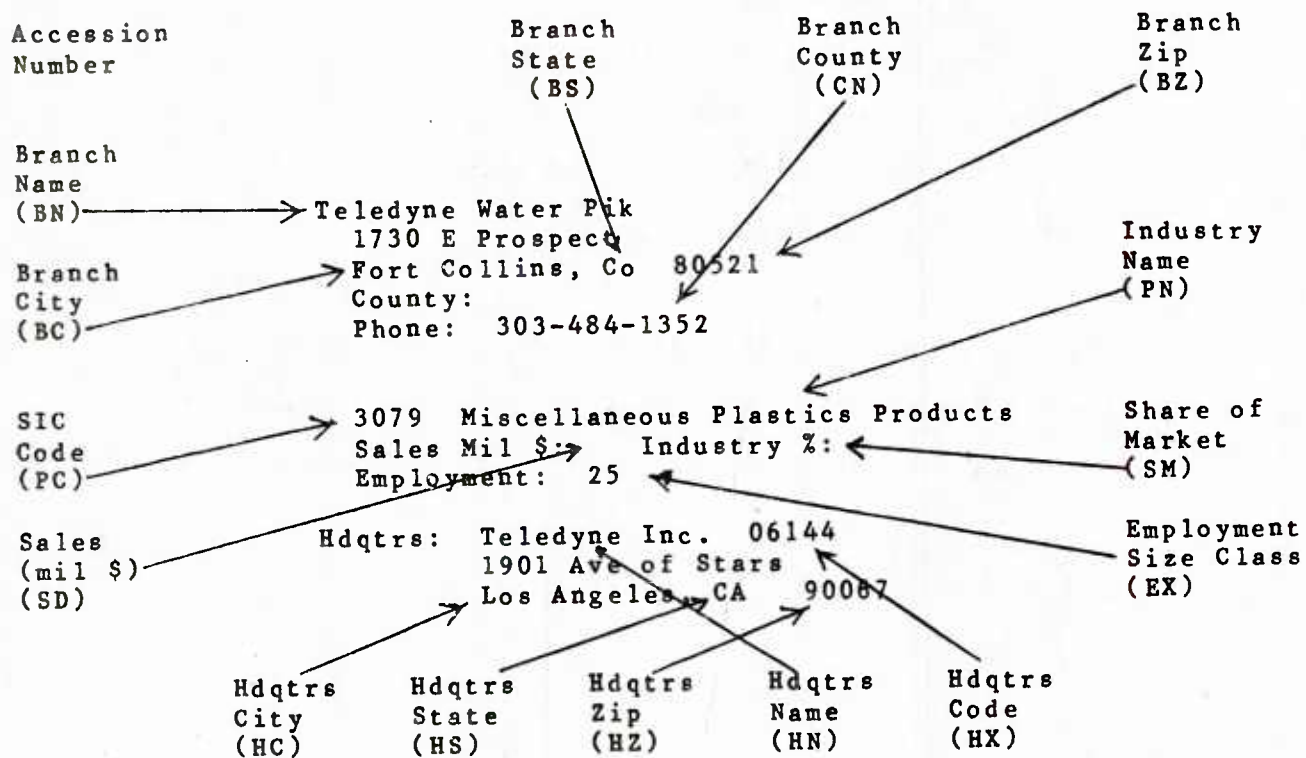 Accession
Number
Branch
State
(BS)
Branch
County
(CN)
Branch
Zip
(BZ)
Branch
Name
(BN)
Teledyne Water Pik
1730 E Prospect
Fort Collins, Co 80521
County:
Phone: 303-484-1352
Branch
City
(BC)
Industry
Name
(PN)
SIC
Code
(PC)
3079 Miscellaneous Plastics Products
Sales Mil $: Industry %:
Employment: 25
Share of
Market
(SM)
Sales
(mil $)
(SD)
Hdqtrs: Teledyne Inc. 06144
1901 Ave of Stars
Los Angeles, CA 90067
Employment
Size Class
(EX)
Hdqtrs
City
(HC)
Hdqtrs
State
(HS)
Hdqtrs
Zip
(HZ)
Hdqtrs
Name
(HN)
Hdqtrs
Code
(HX)